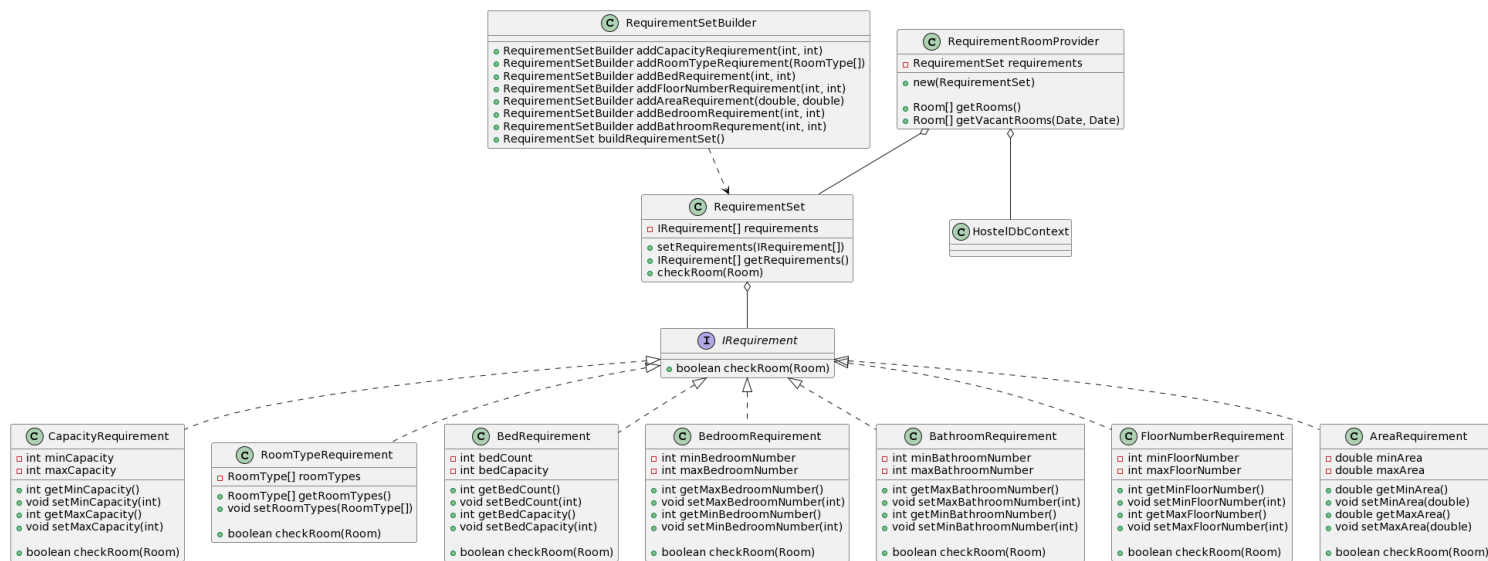 C RequirementSetBuilder
RequirementSetBuilder addCapacityReqiurement(int, int)
RequirementSetBuilder addRoomTypeReqiurement(RoomType[])
RequirementSetBuilder addBedRequirement(int, int)
RequirementSetBuilder addFloorNumberRequirement(int, int)
RequirementSetBuilder addAreaRequirement(double, double)
RequirementSetBuilder addBedroomRequirement(int, int)
RequirementSetBuilder addBathroomRequrement(int, int)
RequirementSet buildRequirementSet()
C RequirementRoomProvider
RequirementSet requirements
new(RequirementSet)
Room[] getRooms()
Room[] getVacantRooms(Date, Date)
C RequirementSet
IRequirement[] requirements
setRequirements(IRequirement[])
IRequirement[] getRequirements()
checkRoom(Room)
C HostelDbContext
I IRequirement
boolean checkRoom(Room)
C CapacityRequirement
int minCapacity
int maxCapacity
int getMinCapacity()
void setMinCapacity(int)
int getMaxCapacity()
void setMaxCapacity(int)
boolean checkRoom(Room)
C RoomTypeRequirement
RoomType[] roomTypes
RoomType[] getRoomTypes()
void setRoomTypes(RoomType[])
boolean checkRoom(Room)
C BedRequirement
int bedCount
int bedCapacity
int getBedCount()
void setBedCount(int)
int getBedCapacity()
void setBedCapacity(int)
boolean checkRoom(Room)
C BedroomRequirement
int minBedroomNumber
int maxBedroomNumber
int getMaxBedroomNumber()
void setMaxBedroomNumber(int)
int getMinBedroomNumber()
void setMinBedroomNumber(int)
boolean checkRoom(Room)
C BathroomRequirement
int minBathroomNumber
int maxBathroomNumber
int getMaxBathroomNumber()
void setMaxBathroomNumber(int)
int getMinBathroomNumber()
void setMinBathroomNumber(int)
boolean checkRoom(Room)
C FloorNumberRequirement
int minFloorNumber
int maxFloorNumber
int getMinFloorNumber()
void setMinFloorNumber(int)
int getMaxFloorNumber()
void setMaxFloorNumber(int)
boolean checkRoom(Room)
C AreaRequirement
double minArea
double maxArea
double getMinArea()
void setMinArea(double)
double getMaxArea()
void setMaxArea(double)
boolean checkRoom(Room)